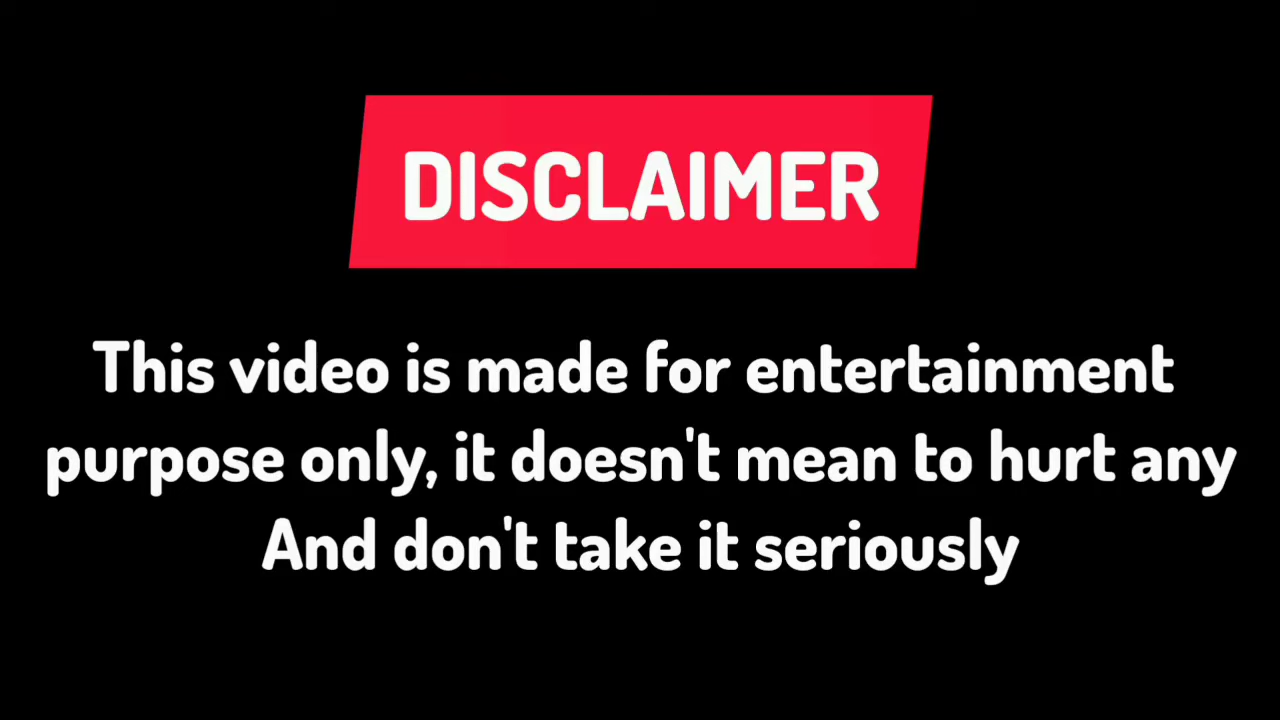 DISCLAIMER
This video is made for entertainment
purpose only, it doesn't mean to hurt any
And don't take it seriously